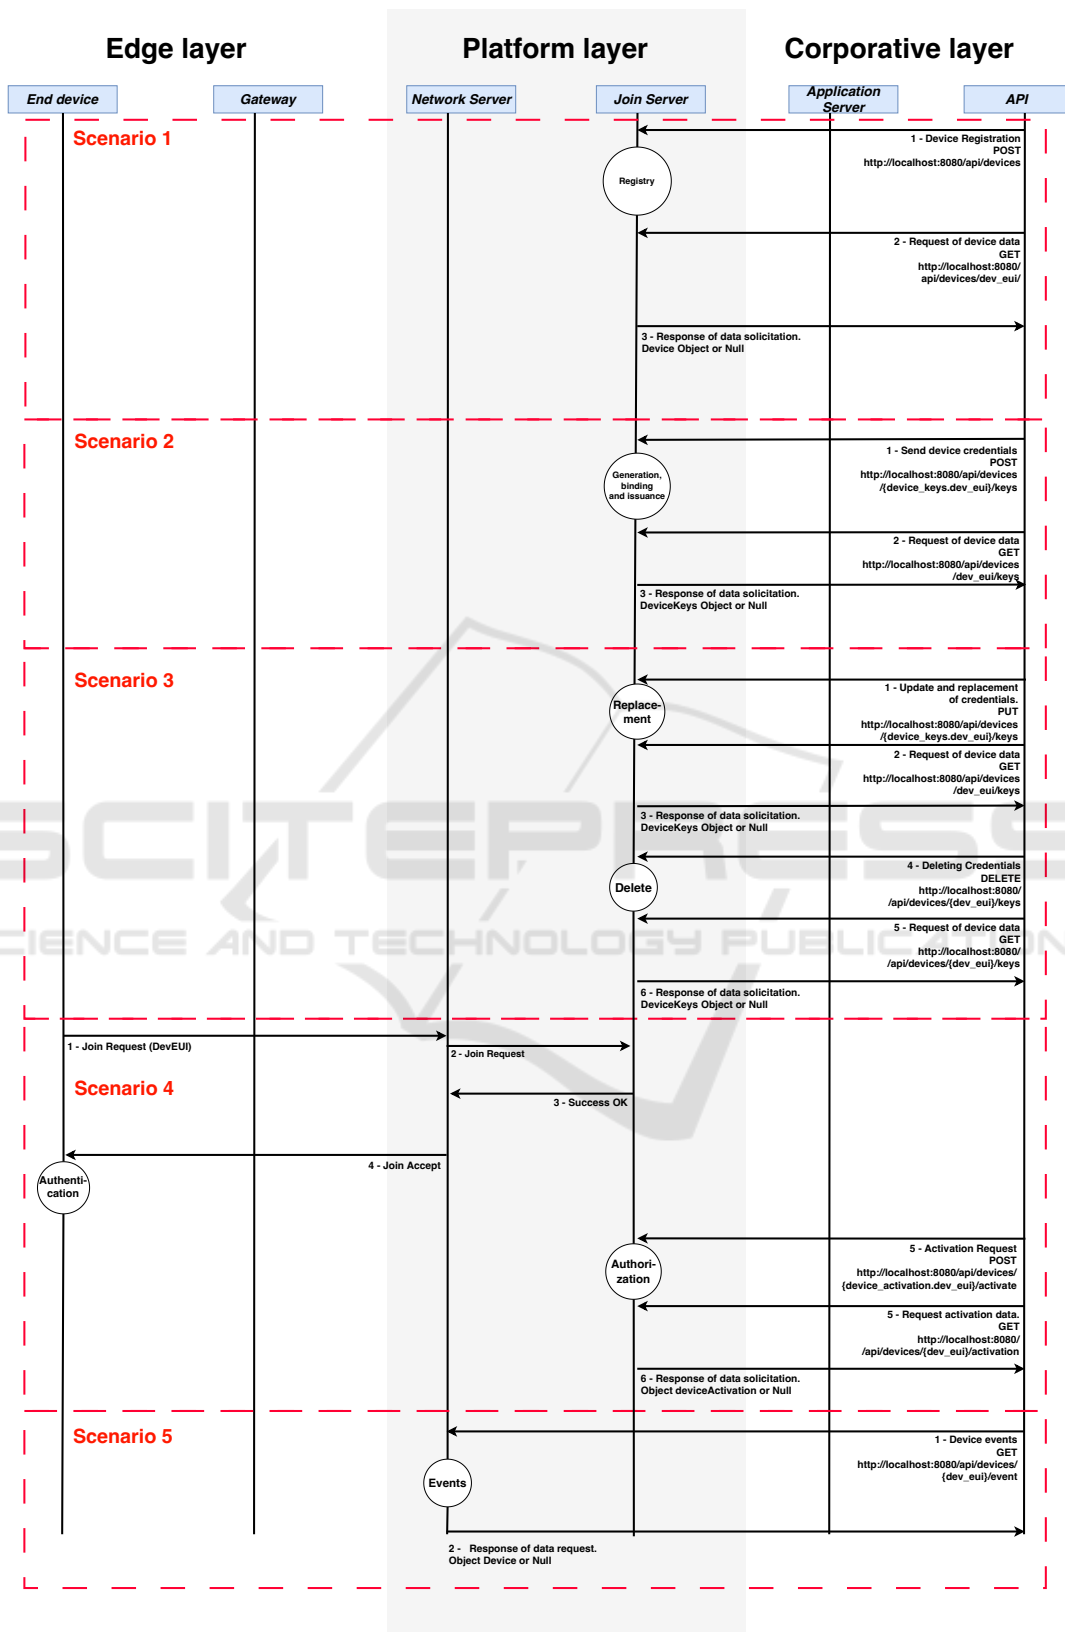 Edge layer
Platform layer
Corporative layer
End device
Gateway
Network Server
Join Server
Application
Server
API
Scenario 1
1 - Device Registration
POST
http://localhost:8080/api/devices
Registry
2 - Request of device data
GET
http://localhost:8080/
api/devices/dev_eui/
3 - Response of data solicitation.
Device Object or Null
Scenario 2
1 - Send device credentials
POST
http://localhost:8080/api/devices
/{device_keys.dev_eui}/keys
Generation,
binding
and issuance
2 - Request of device data
GET
http://localhost:8080/api/devices
/dev_eui/keys
3 - Response of data solicitation.
DeviceKeys Object or Null
Scenario 3
1 - Update and replacement
of credentials.
PUT
http://localhost:8080/api/devices
/{device_keys.dev_eui}/keys
Replace-
ment
2 - Request of device data
GET
http://localhost:8080/api/devices
/dev_eui/keys
3 - Response of data solicitation.
DeviceKeys Object or Null
4 - Deleting Credentials
DELETE
http://localhost:8080/
/api/devices/{dev_eui}/keys
Delete
5 - Request of device data
GET
http://localhost:8080/
/api/devices/{dev_eui}/keys
6 - Response of data solicitation.
DeviceKeys Object or Null
SCITEPRESS
SCIENCE AND TECHNOLOGY PUBLICATIONS
1 - Join Request (DevEUI)
2 - Join Request
Scenario 4
3 - Success OK
4 - Join Accept
Authenti-
cation
5 - Activation Request
POST
http://localhost:8080/api/devices/
{device_activation.dev_eui}/activate
Authori-
zation
5 - Request activation data.
GET
http://localhost:8080/
/api/devices/{dev_eui}/activation
6 - Response of data solicitation.
Object deviceActivation or Null
Scenario 5
1 - Device events
GET
http://localhost:8080/api/devices/
{dev_eui}/event
Events
2 - Response of data request.
Object Device or Null